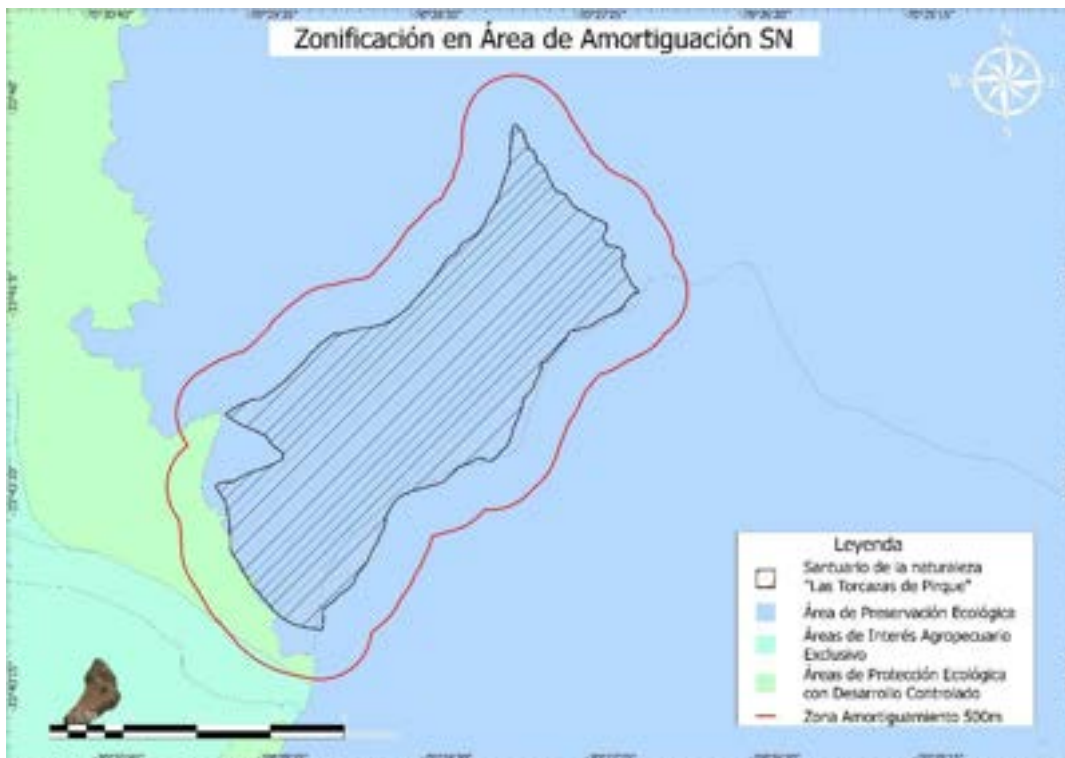 Zonificación en Área de Amortiguación SN
N
W E
S
Leyenda
Santuario de la naturaleza
"Las Torcazas de Pirque"
Área de Preservación Ecológica
Áreas de Interés Agropecuario
Exclusivo
Áreas de Protección Ecológica
con Desarrollo Controlado
Zona Amortiguamiento 500m